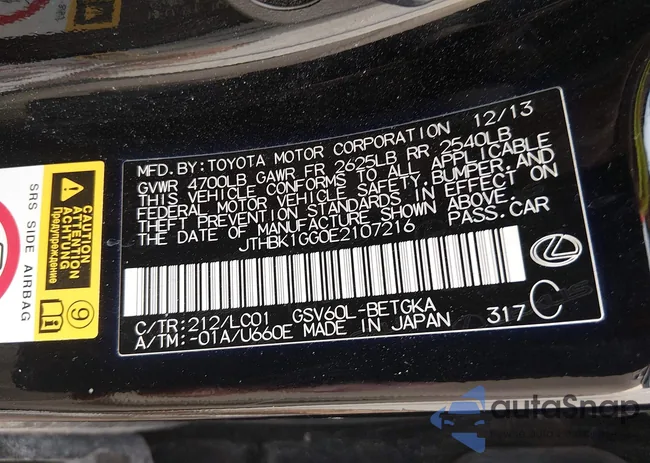 MFD. BY: TOYOTA MOTOR CORPORATION 12/13
GVWR 4700LB GAWR FR 2625LB RR 2540LB
THIS VEHICLE CONFORMS TO ALL APPLICABLE
FEDERAL MOTOR VEHICLE SAFETY, BUMPER, AND
THEFT PREVENTION STANDARDS IN EFFECT ON
THE DATE OF MANUFACTURE SHOWN ABOVE.
JTHBK1GG0E2107216 PASS. CAR
C/TR:212/LC01 GSV60L-BETGKA
A/TM:-01A/U660E MADE IN JAPAN 317 C
SRS SIDE AIRBAG
CAUTION
ATTENTION
ACHTUNG
Предупреждение
9
autoSnap